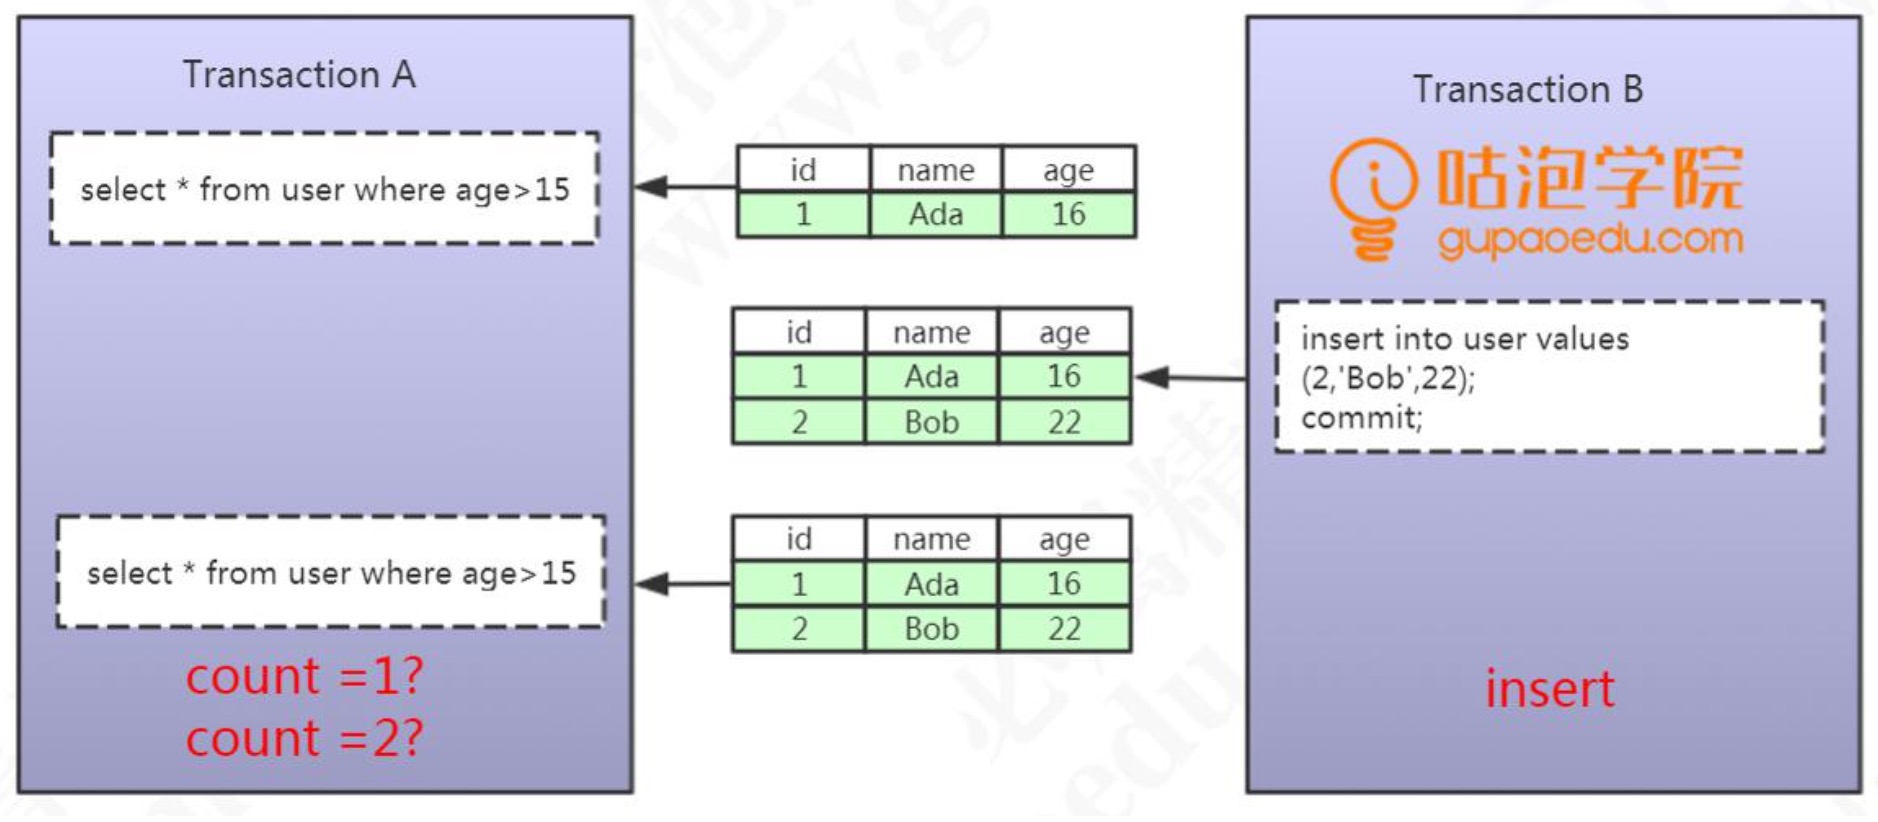 Transaction A
select * from user where age>15
id name age
1 Ada 16
Transaction B
咕泡学院
gupaoedu.com
id name age
1 Ada 16
2 Bob 22
insert into user values
(2,'Bob',22);
commit;
select * from user where age>15
id name age
1 Ada 16
2 Bob 22
count =1?
count =2?
insert